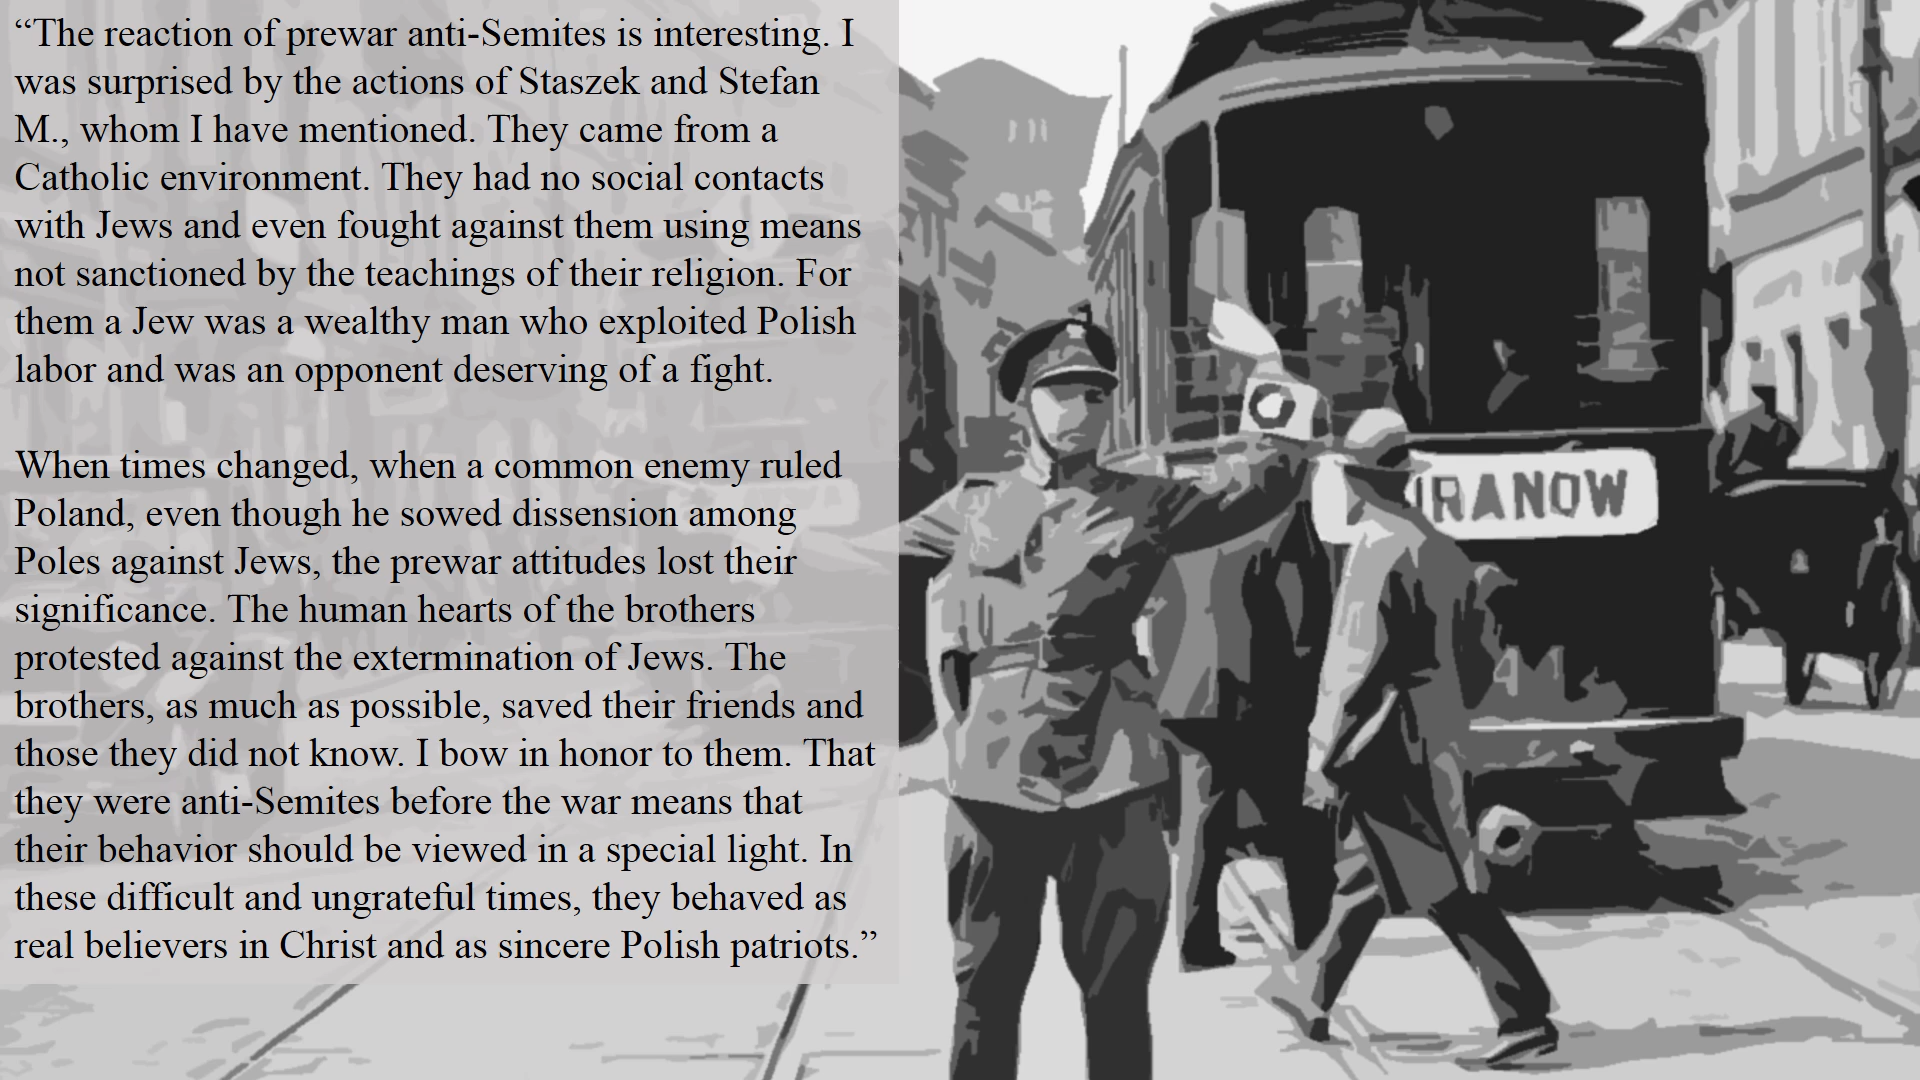 “The reaction of prewar anti-Semites is interesting. I
was surprised by the actions of Staszek and Stefan
M., whom I have mentioned. They came from a
Catholic environment. They had no social contacts
with Jews and even fought against them using means
not sanctioned by the teachings of their religion. For
them a Jew was a wealthy man who exploited Polish
labor and was an opponent deserving of a fight.
When times changed, when a common enemy ruled
Poland, even though he sowed dissension among
Poles against Jews, the prewar attitudes lost their
significance. The human hearts of the brothers
protested against the extermination of Jews. The
brothers, as much as possible, saved their friends and
those they did not know. I bow in honor to them. That
they were anti-Semites before the war means that
their behavior should be viewed in a special light. In
these difficult and ungrateful times, they behaved as
real believers in Christ and as sincere Polish patriots.”
IRANOW